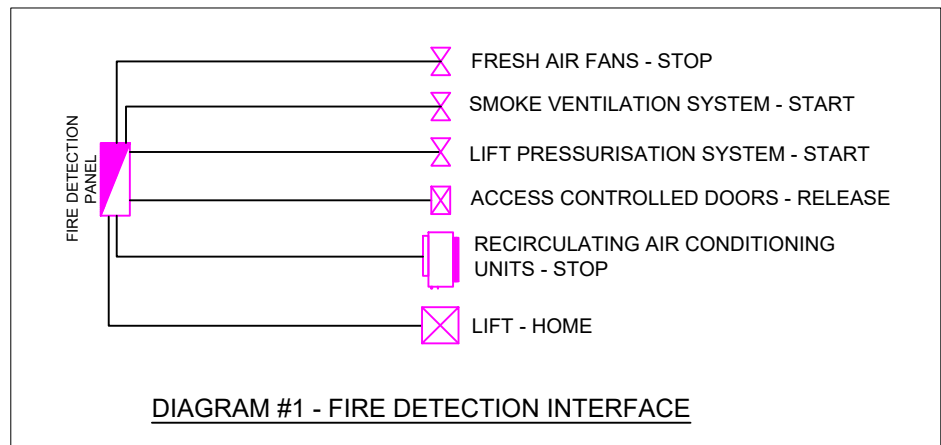 FIRE DETECTION
PANEL
FRESH AIR FANS - STOP
SMOKE VENTILATION SYSTEM - START
LIFT PRESSURISATION SYSTEM - START
ACCESS CONTROLLED DOORS - RELEASE
RECIRCULATING AIR CONDITIONING
UNITS - STOP
LIFT - HOME
DIAGRAM #1 - FIRE DETECTION INTERFACE